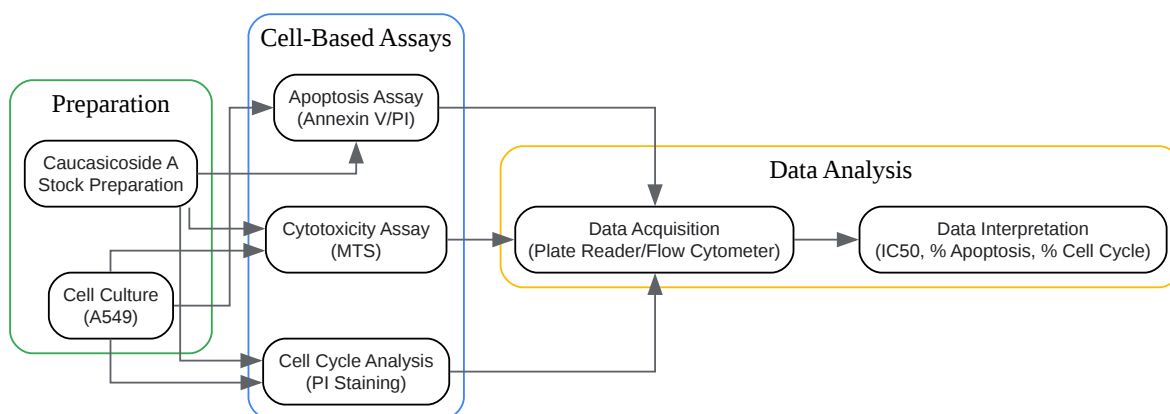 Preparation
Caucasicoside A
Stock Preparation
Cell Culture
(A549)
Cell-Based Assays
Apoptosis Assay
(Annexin V/PI)
Cytotoxicity Assay
(MTS)
Cell Cycle Analysis
(PI Staining)
Data Analysis
Data Acquisition
(Plate Reader/Flow Cytometer)
Data Interpretation
(IC50, % Apoptosis, % Cell Cycle)